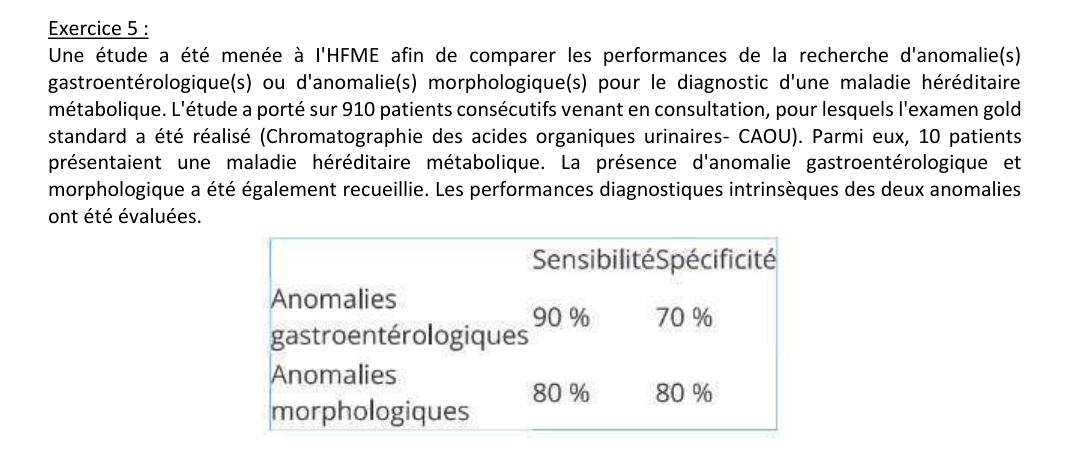 Exercice 5 :
Une étude a été menée à l'HFME afin de comparer les performances de la recherche d'anomalie(s)
gastroentérologique(s) ou d'anomalie(s) morphologique(s) pour le diagnostic d'une maladie héréditaire
métabolique. L'étude a porté sur 910 patients consécutifs venant en consultation, pour lesquels l'examen gold
standard a été réalisé (Chromatographie des acides organiques urinaires- CAOU). Parmi eux, 10 patients
présentaient une maladie héréditaire métabolique. La présence d'anomalie gastroentérologique et
morphologique a été également recueillie. Les performances diagnostiques intrinsèques des deux anomalies
ont été évaluées.
Sensibilité Spécificité
Anomalies
gastroentérologiques 90 % 70 %
Anomalies
morphologiques 80 % 80 %